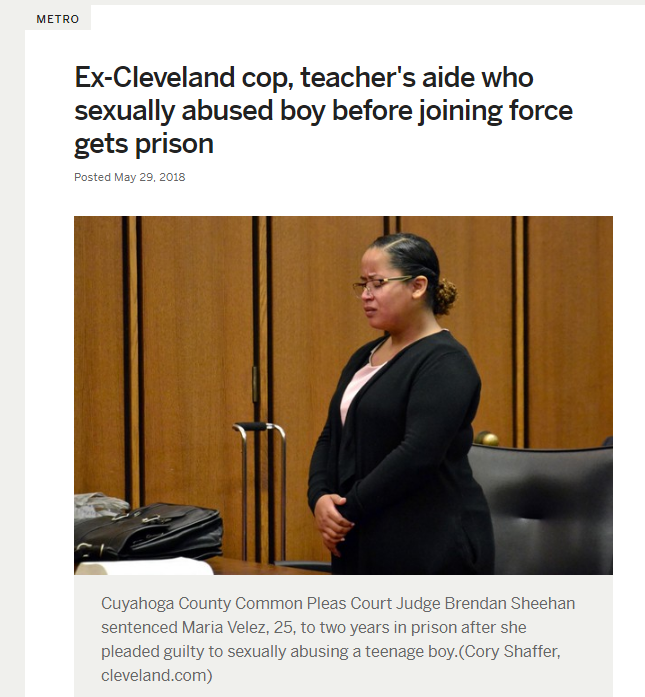 METRO
Ex-Cleveland cop, teacher's aide who
sexually abused boy before joining force
gets prison
Posted May 29, 2018
Cuyahoga County Common Pleas Court Judge Brendan Sheehan
sentenced Maria Velez, 25, to two years in prison after she
pleaded guilty to sexually abusing a teenage boy.(Cory Shaffer,
cleveland.com)